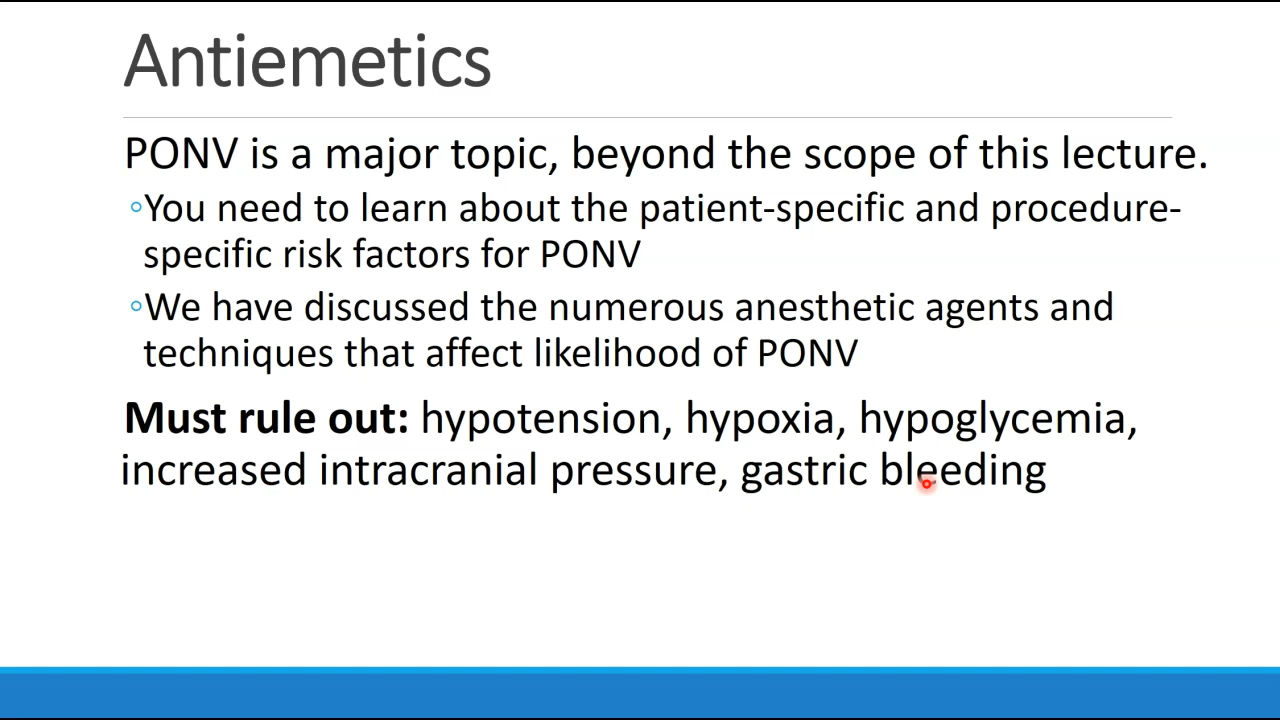 Antiemetics
PONV is a major topic, beyond the scope of this lecture.
◦You need to learn about the patient-specific and procedure-
specific risk factors for PONV
◦We have discussed the numerous anesthetic agents and
techniques that affect likelihood of PONV
Must rule out: hypotension, hypoxia, hypoglycemia,
increased intracranial pressure, gastric bleeding